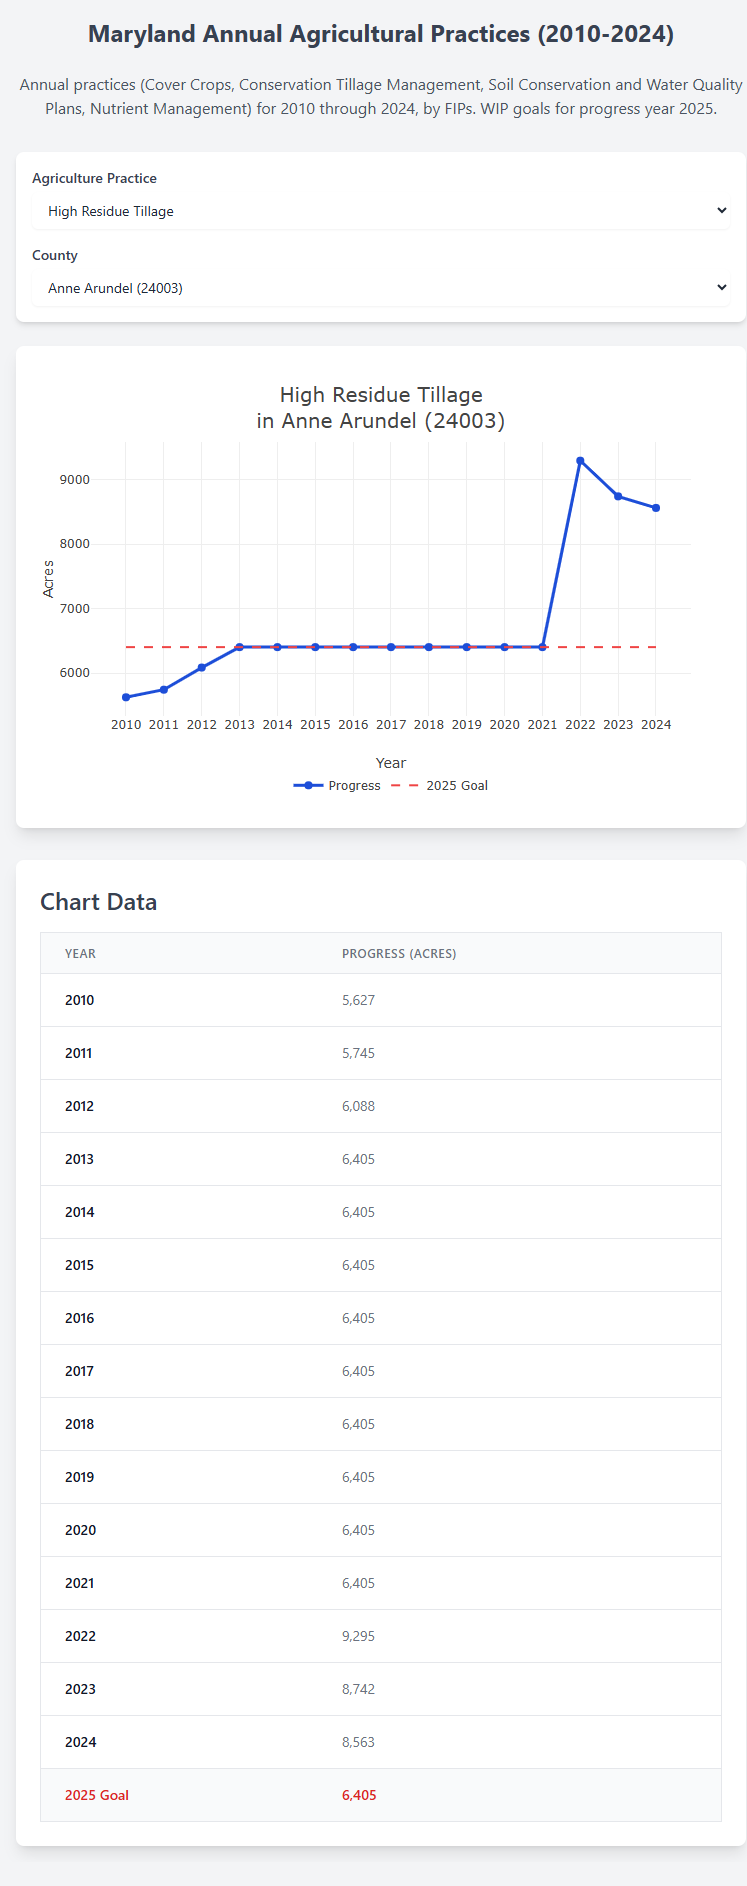 Maryland Annual Agricultural Practices (2010-2024)
Annual practices (Cover Crops, Conservation Tillage Management, Soil Conservation and Water Quality
Plans, Nutrient Management) for 2010 through 2024, by FIPs. WIP goals for progress year 2025.
Agriculture Practice
High Residue Tillage
County
Anne Arundel (24003)
High Residue Tillage
in Anne Arundel (24003)
9000
8000
7000
6000
Acres
2010 2011 2012 2013 2014 2015 2016 2017 2018 2019 2020 2021 2022 2023 2024
Year
Progress 2025 Goal
Chart Data
YEAR PROGRESS (ACRES)
2010 5,627
2011 5,745
2012 6,088
2013 6,405
2014 6,405
2015 6,405
2016 6,405
2017 6,405
2018 6,405
2019 6,405
2020 6,405
2021 6,405
2022 9,295
2023 8,742
2024 8,563
2025 Goal 6,405